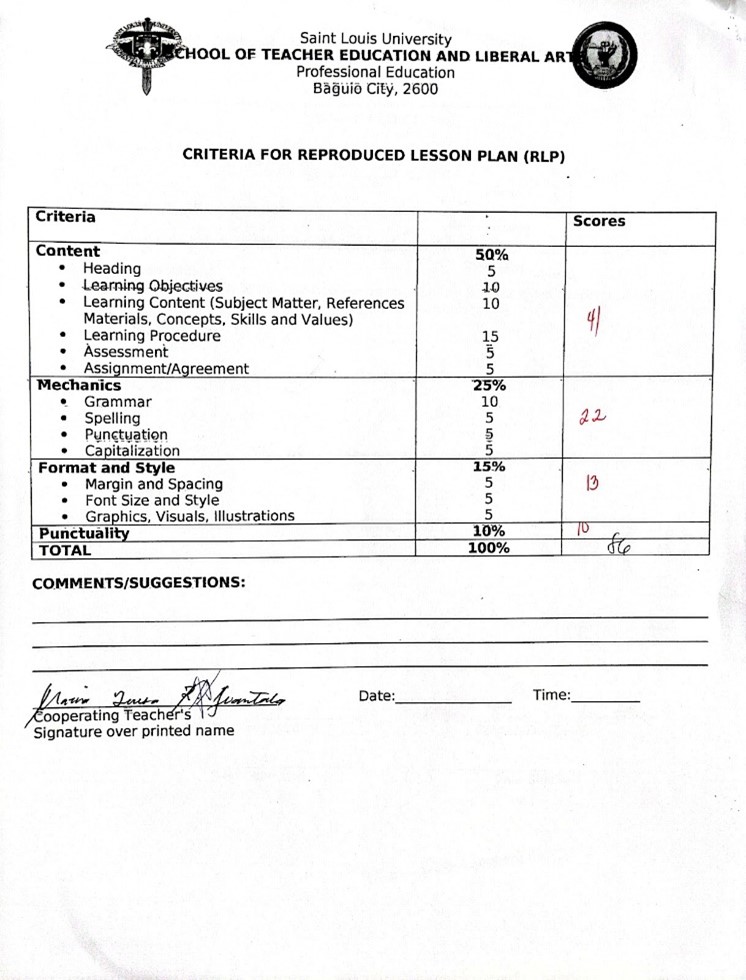 Saint Louis University
SCHOOL OF TEACHER EDUCATION AND LIBERAL ART
Professional Education
Baguio City, 2600
CRITERIA FOR REPRODUCED LESSON PLAN (RLP)
Criteria Scores
Content 50%
• Heading 5
• Learning Objectives 10
• Learning Content (Subject Matter, References 10
Materials, Concepts, Skills and Values)
41
• Learning Procedure 15
• Assessment 5
• Assignment/Agreement 5
Mechanics 25%
• Grammar 10
• Spelling 5 22
• Punctuation 5
• Capitalization 5
Format and Style 15%
• Margin and Spacing 5 13
• Font Size and Style 5
• Graphics, Visuals, Illustrations 5
Punctuality 10% 10
TOTAL 100% 86
COMMENTS/SUGGESTIONS:
Date: Time:
Cooperating Teacher's
Signature over printed name